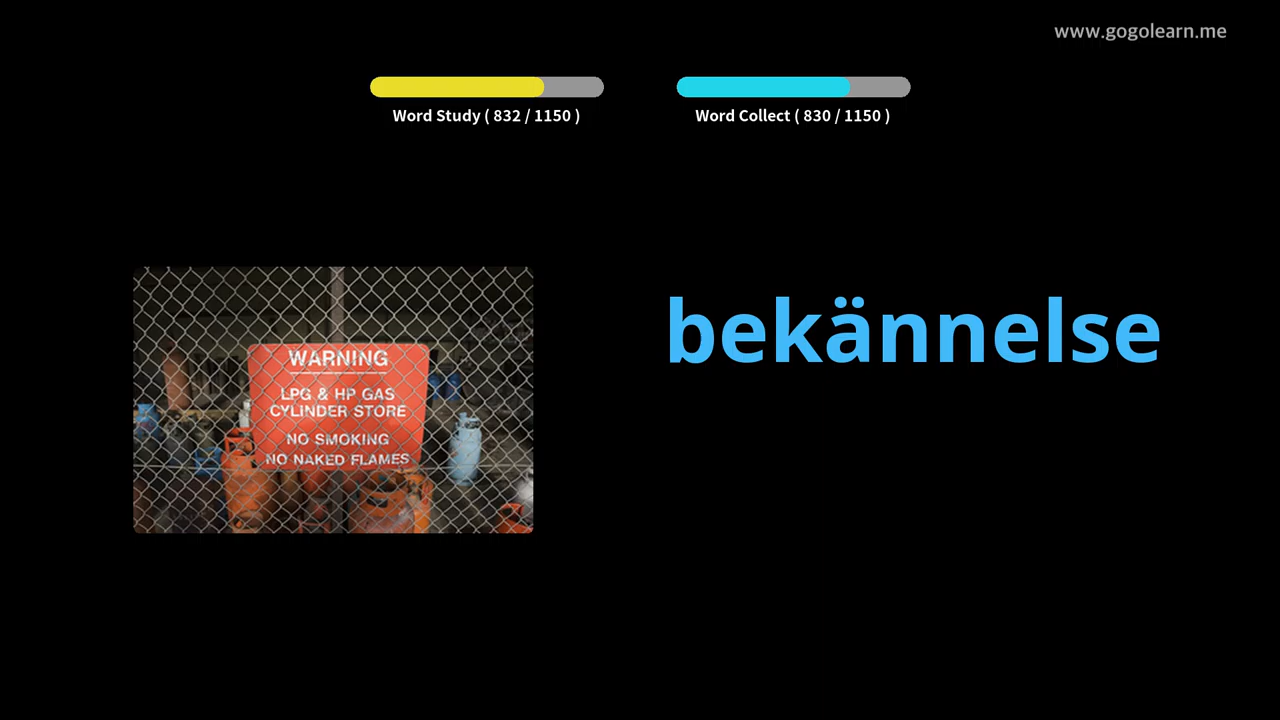 www.gogolearn.me
Word Study ( 832 / 1150 )
Word Collect ( 830 / 1150 )
bekännelse
WARNING
LPG & HP GAS
CYLINDER STORE
NO SMOKING
NO NAKED FLAMES